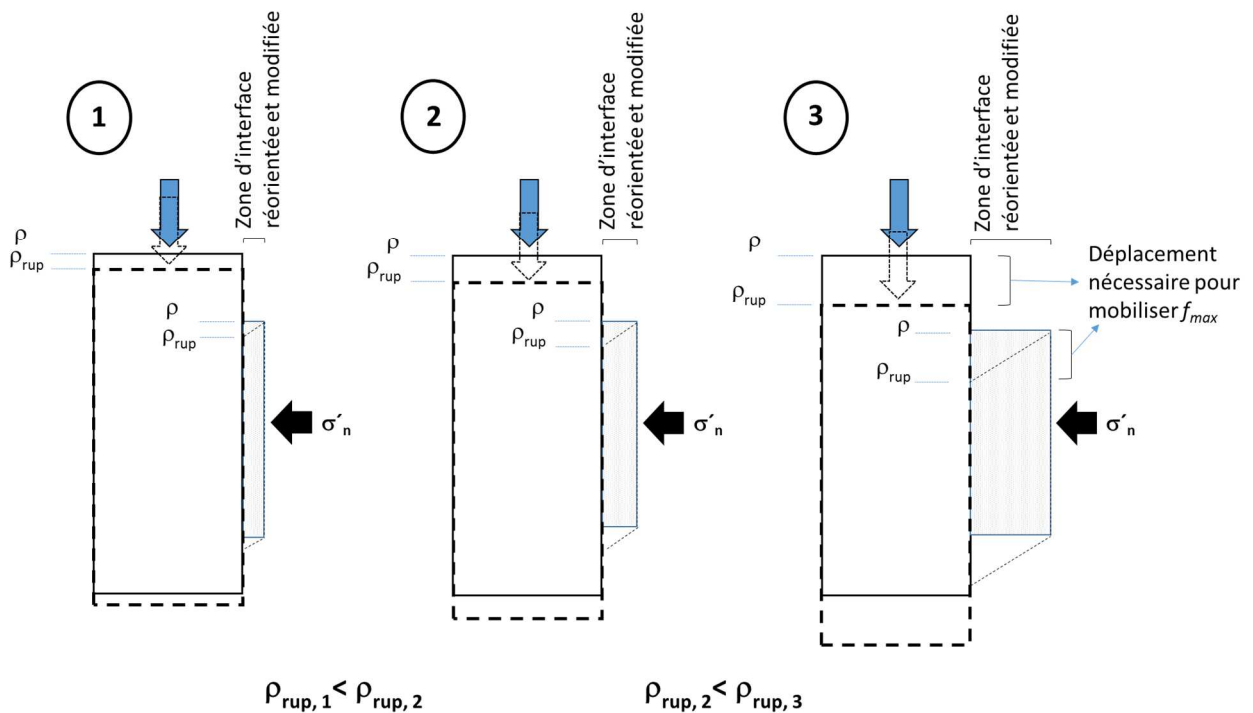 1
Zone d'interface
réorientée et modifiée
ρ
ρrup
ρ
ρrup
σ´n
2
Zone d'interface
réorientée et modifiée
ρ
ρrup
ρ
ρrup
σ´n
3
Zone d'interface
réorientée et modifiée
ρ
ρrup
ρ
ρrup
Déplacement
nécessaire pour
mobiliser fmax
σ´n
ρrup, 1< ρrup, 2
ρrup, 2< ρrup, 3